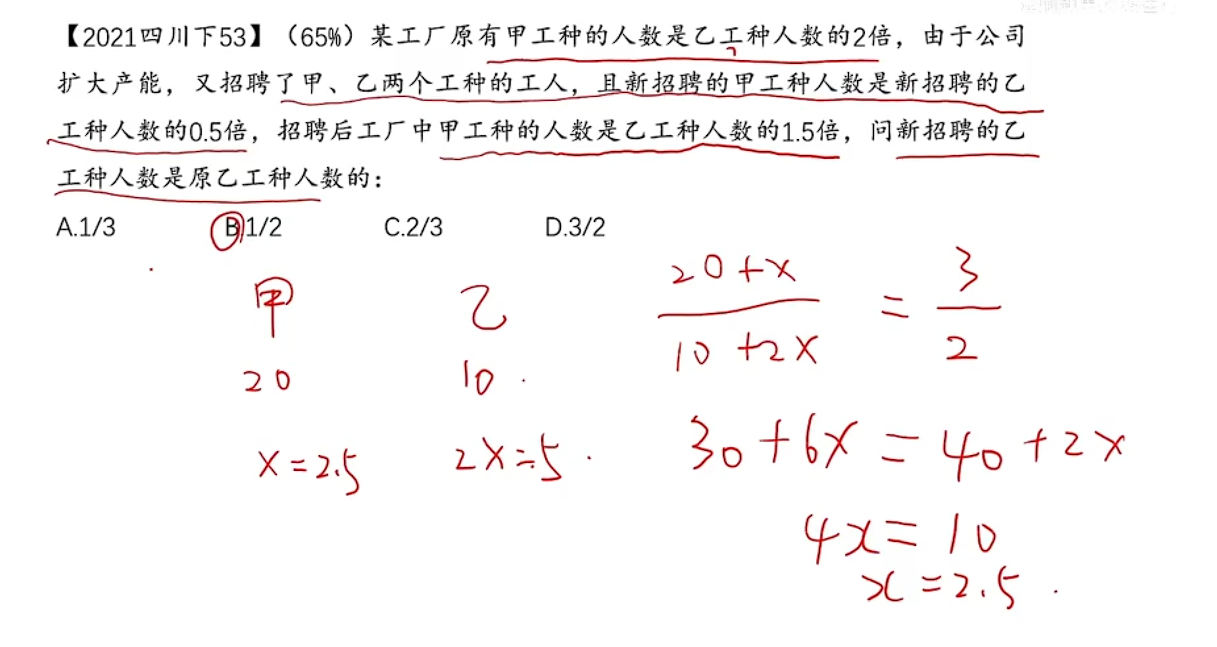 【2021四川下53】（65%）某工厂原有甲工种的人数是乙工种人数的2倍，由于公司
扩大产能，又招聘了甲、乙两个工种的工人，且新招聘的甲工种人数是新招聘的乙
工种人数的0.5倍，招聘后工厂中甲工种的人数是乙工种人数的1.5倍，问新招聘的乙
工种人数是原乙工种人数的：
A.1/3 B.1/2 C.2/3 D.3/2
甲 乙
20 10
x=2.5 2x=5
20+x
10+2x
=
3
2
30+6x=40+2x
4x=10
x=2.5